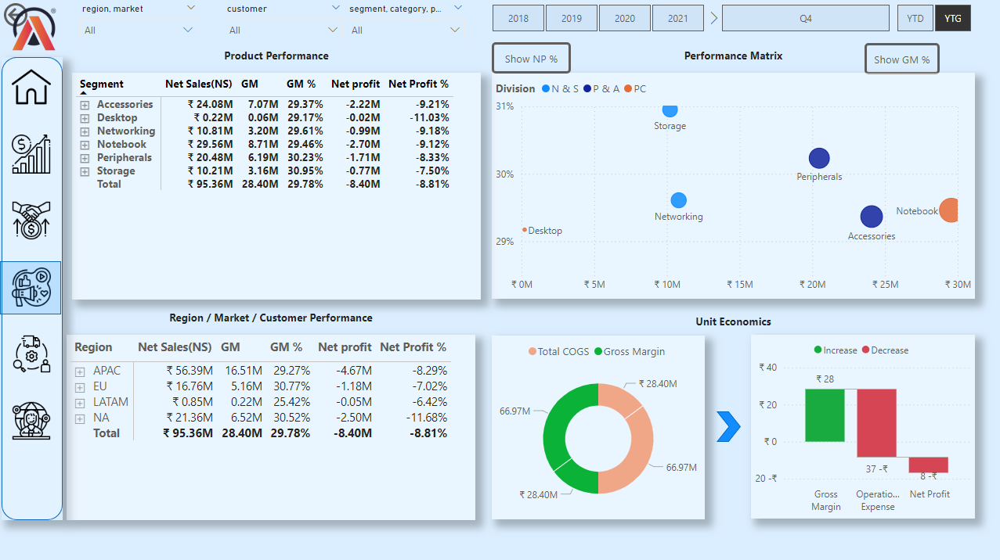 region, market
customer
segment, category, p...
All
All
All
2018
2019
2020
2021
Q4
YTD
YTG
®
Product Performance
Segment Net Sales(NS) GM GM % Net profit Net Profit %
Accessories ₹ 24.08M 7.07M 29.37% -2.22M -9.21%
Desktop ₹ 0.22M 0.06M 29.17% -0.02M -11.03%
Networking ₹ 10.81M 3.20M 29.61% -0.99M -9.18%
Notebook ₹ 29.56M 8.71M 29.46% -2.70M -9.12%
Peripherals ₹ 20.48M 6.19M 30.23% -1.71M -8.33%
Storage ₹ 10.21M 3.16M 30.95% -0.77M -7.50%
Total ₹ 95.36M 28.40M 29.78% -8.40M -8.81%
Show NP %
Performance Matrix
Show GM %
Division N & S P & A PC
31%
30%
29%
Storage
Peripherals
Networking
Notebook
Accessories
Desktop
₹ 0M ₹ 5M ₹ 10M ₹ 15M ₹ 20M ₹ 25M ₹ 30M
Region / Market / Customer Performance
Region Net Sales(NS) GM GM % Net profit Net Profit %
APAC ₹ 56.39M 16.51M 29.27% -4.67M -8.29%
EU ₹ 16.76M 5.16M 30.77% -1.18M -7.02%
LATAM ₹ 0.85M 0.22M 25.42% -0.05M -6.42%
NA ₹ 21.36M 6.52M 30.52% -2.50M -11.68%
Total ₹ 95.36M 28.40M 29.78% -8.40M -8.81%
Unit Economics
Total COGS Gross Margin
₹ 28.40M
66.97M
66.97M
₹ 28.40M
Increase Decrease
₹ 40
₹ 20
₹ 0
20 -₹
₹ 28
37 -₹
8 -₹
Gross
Margin
Operatio...
Expense
Net Profit